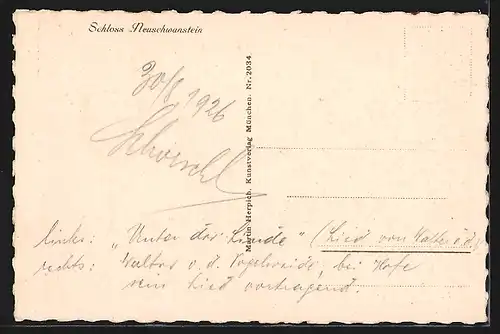 Schloss Neuschwanstein
30/8 1926
Martin Herpich, Kunstverlag München. Nr. 2034
links: „Unter der Linde“ (Lied von Walter v. d.
rechts: Walter v. d. Vogelweide, bei Hofe
sein Lied vortragend.